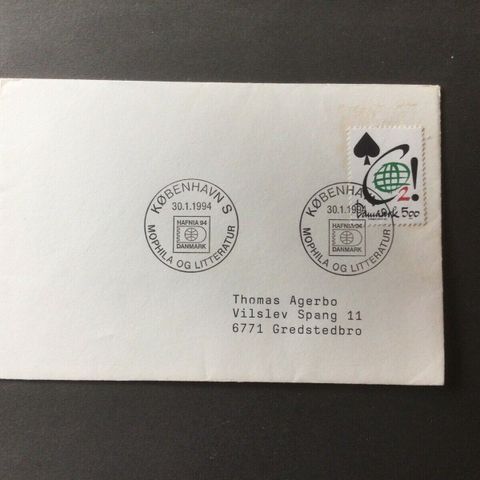 KØBENHAVN S
30.1.1994
HAFNIA 94
DANMARK
MOPHILA OG LITTERATUR
KØBENHAVN
30.1.1994
HAFNIA 94
DANMARK
MOPHILA OG LITTERATUR
2!
Danmark 5.00
Thomas Agerbo
Vilslev Spang 11
6771 Gredstedbro